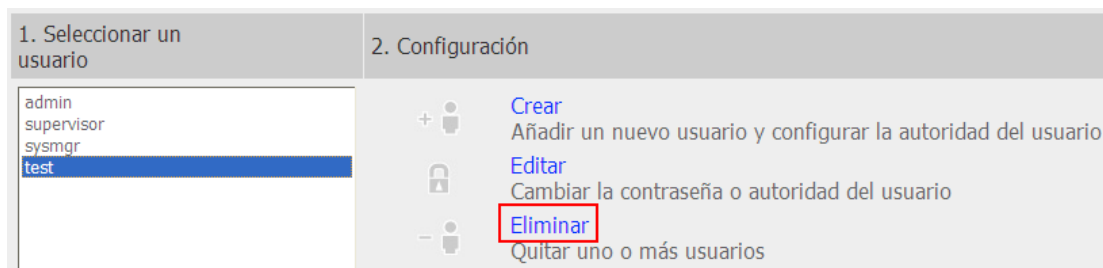 1. Seleccionar un
usuario
2. Configuración
admin
supervisor
sysmgr
test
Crear
Añadir un nuevo usuario y configurar la autoridad del usuario
Editar
Cambiar la contraseña o autoridad del usuario
Eliminar
Quitar uno o más usuarios